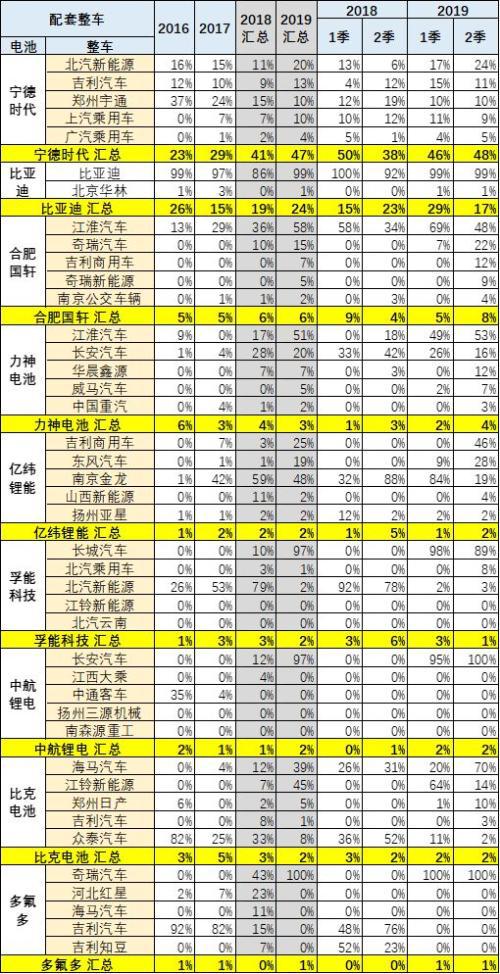 配套整车 2016 2017 2018汇总 2019汇总 2018 2019
电池 整车 1季 2季 1季 2季
宁德时代
北汽新能源 16% 15% 11% 20% 13% 6% 17% 24%
吉利汽车 12% 10% 9% 13% 4% 12% 15% 11%
郑州宇通 37% 24% 15% 10% 12% 19% 10% 10%
上汽乘用车 0% 7% 7% 10% 10% 12% 11% 9%
广汽乘用车 0% 1% 2% 4% 5% 1% 4% 5%
宁德时代 汇总 23% 29% 41% 47% 50% 38% 46% 48%
比亚迪
比亚迪 99% 97% 86% 99% 100% 92% 99% 99%
北京华林 1% 3% 0% 1% 0% 0% 1% 1%
比亚迪 汇总 26% 15% 19% 24% 15% 23% 29% 17%
合肥国轩
江淮汽车 13% 29% 36% 58% 58% 34% 69% 48%
奇瑞汽车 0% 0% 10% 15% 0% 0% 7% 22%
吉利商用车 0% 0% 0% 7% 0% 0% 0% 12%
奇瑞新能源 0% 0% 0% 5% 0% 0% 0% 9%
南京公交车辆 0% 1% 1% 2% 0% 3% 0% 4%
合肥国轩 汇总 5% 5% 6% 6% 9% 4% 5% 8%
力神电池
江淮汽车 9% 0% 17% 51% 0% 18% 49% 53%
长安汽车 1% 4% 28% 20% 33% 42% 26% 16%
华晨鑫源 0% 0% 7% 7% 0% 3% 0% 12%
威马汽车 0% 0% 0% 5% 0% 0% 2% 7%
中国重汽 0% 4% 1% 2% 0% 0% 0% 3%
力神电池 汇总 6% 3% 4% 3% 1% 3% 2% 4%
亿纬锂能
吉利商用车 0% 7% 3% 25% 0% 0% 0% 46%
东风汽车 0% 1% 1% 19% 0% 0% 9% 28%
南京金龙 1% 42% 59% 48% 32% 88% 84% 19%
山西新能源 0% 0% 11% 2% 0% 0% 0% 4%
扬州亚星 1% 1% 2% 2% 12% 2% 2% 2%
亿纬锂能 汇总 1% 2% 2% 2% 1% 5% 1% 2%
孚能科技
长城汽车 0% 0% 10% 97% 0% 0% 98% 89%
北汽乘用车 0% 0% 3% 1% 0% 0% 0% 8%
北汽新能源 26% 53% 79% 2% 92% 78% 2% 3%
江铃新能源 0% 0% 0% 0% 0% 0% 0% 0%
北汽云南 0% 0% 0% 0% 0% 0% 0% 0%
孚能科技 汇总 1% 3% 3% 2% 3% 6% 3% 1%
中航锂电
长安汽车 0% 0% 12% 97% 0% 0% 95% 100%
江西大乘 0% 0% 4% 0% 0% 0% 0% 0%
中通客车 35% 4% 0% 0% 0% 0% 0% 0%
扬州三源机械 0% 0% 0% 0% 0% 0% 0% 0%
南森源重工 0% 0% 0% 0% 0% 0% 0% 0%
中航锂电 汇总 2% 1% 1% 2% 0% 1% 2% 2%
比克电池
海马汽车 0% 4% 12% 39% 26% 31% 20% 70%
江铃新能源 0% 0% 7% 45% 0% 0% 64% 14%
郑州日产 6% 0% 2% 5% 0% 0% 1% 10%
吉利汽车 0% 0% 8% 1% 0% 0% 0% 3%
众泰汽车 82% 25% 33% 8% 36% 52% 11% 2%
比克电池 汇总 3% 5% 3% 2% 3% 2% 2% 2%
多氟多
奇瑞汽车 0% 0% 43% 100% 0% 0% 100% 100%
河北红星 2% 7% 23% 0% 0% 0% 0% 0%
海马汽车 0% 0% 11% 0% 0% 0% 0% 0%
吉利汽车 92% 82% 15% 0% 48% 76% 0% 0%
吉利知豆 0% 0% 7% 0% 52% 23% 0% 0%
多氟多 汇总 1% 1% 0% 1% 0% 0% 1% 1%